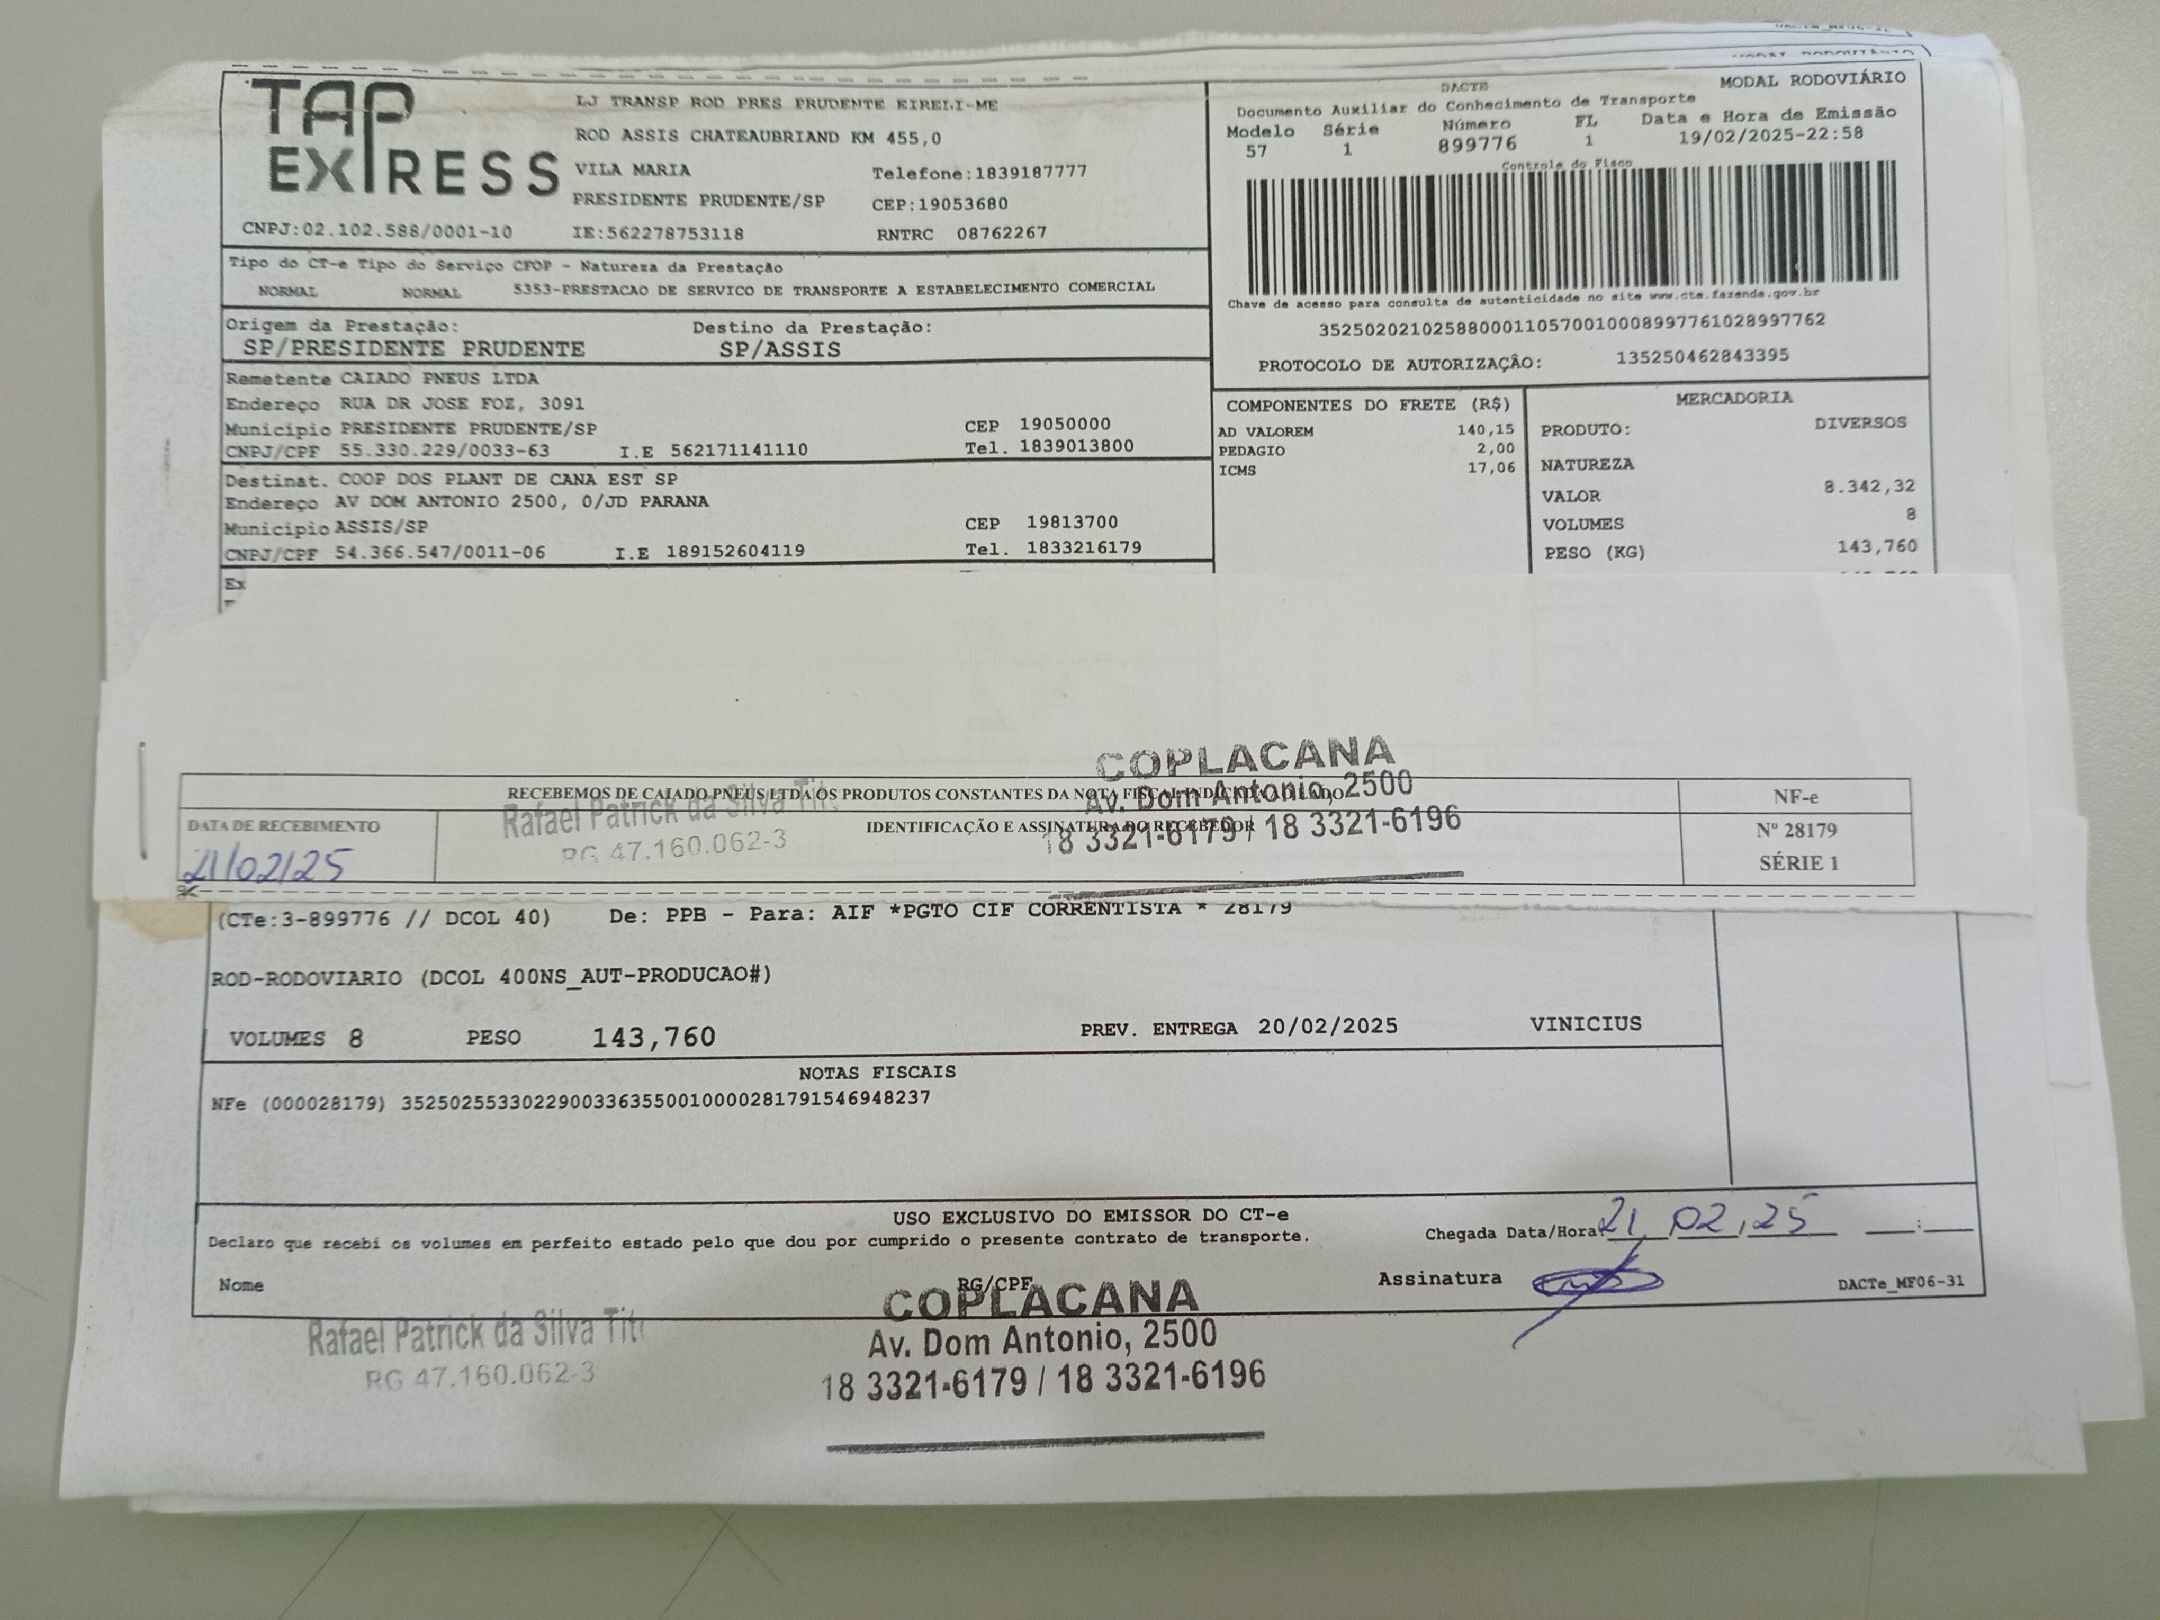 TAP EXPRESS
LJ TRANSP ROD PRES PRUDENTE EIRELI-ME
ROD ASSIS CHATEAUBRIAND KM 455,0
VILA MARIA Telefone:1839187777
PRESIDENTE PRUDENTE/SP CEP:19053680
CNPJ:02.102.588/0001-10 IE:562278753118 RNTRC 08762267
DACTE MODAL RODOVIÁRIO
Documento Auxiliar do Conhecimento de Transporte
Modelo Série Número FL Data e Hora de Emissão
57 1 899776 1 19/02/2025-22:58
Controle do Fisco
Chave de acesso para consulta de autenticidade no site www.cte.fazenda.gov.br
35250202102588000110570010008997761028997762
PROTOCOLO DE AUTORIZAÇÃO: 135250462843395
Tipo do CT-e Tipo do Serviço CFOP - Natureza da Prestação
NORMAL NORMAL 5353-PRESTACAO DE SERVICO DE TRANSPORTE A ESTABELECIMENTO COMERCIAL
Origem da Prestação: Destino da Prestação:
SP/PRESIDENTE PRUDENTE SP/ASSIS
Remetente CAIADO PNEUS LTDA
Endereço RUA DR JOSE FOZ, 3091
Município PRESIDENTE PRUDENTE/SP CEP 19050000
CNPJ/CPF 55.330.229/0033-63 I.E 562171141110 Tel. 1839013800
Destinat. COOP DOS PLANT DE CANA EST SP
Endereço AV DOM ANTONIO 2500, 0/JD PARANA
Município ASSIS/SP CEP 19813700
CNPJ/CPF 54.366.547/0011-06 I.E 189152604119 Tel. 1833216179
Ex
COMPONENTES DO FRETE (R$)
AD VALOREM 140,15
PEDAGIO 2,00
ICMS 17,06
MERCADORIA
PRODUTO: DIVERSOS
NATUREZA
VALOR 8.342,32
VOLUMES 8
PESO (KG) 143,760
COPLACANA
Av. Dom Antonio, 2500
18 3321-6179 / 18 3321-6196
RECEBEMOS DE CAIADO PNEUS LTDA OS PRODUTOS CONSTANTES DA NOTA FISCAL INDICADA AO LADO
Rafael Patrick da Silva
RG 47.160.062-3
DATA DE RECEBIMENTO IDENTIFICAÇÃO E ASSINATURA DO RECEBEDOR
21/02/25
NF-e
Nº 28179
SÉRIE 1
(CTe:3-899776 // DCOL 40) De: PPB - Para: AIF *PGTO CIF CORRENTISTA * 28179
ROD-RODOVIARIO (DCOL 400NS_AUT-PRODUCAO#)
VOLUMES 8 PESO 143,760 PREV. ENTREGA 20/02/2025 VINICIUS
NOTAS FISCAIS
NFe (000028179) 35250255330229003363550010000281791546948237
USO EXCLUSIVO DO EMISSOR DO CT-e
Declaro que recebi os volumes em perfeito estado pelo que dou por cumprido o presente contrato de transporte.
Chegada Data/Hora 21, 02, 25 :
Nome RG/CPF Assinatura DACTe_MF06-31
COPLACANA
Av. Dom Antonio, 2500
18 3321-6179 / 18 3321-6196
Rafael Patrick da Silva
RG 47.160.062-3